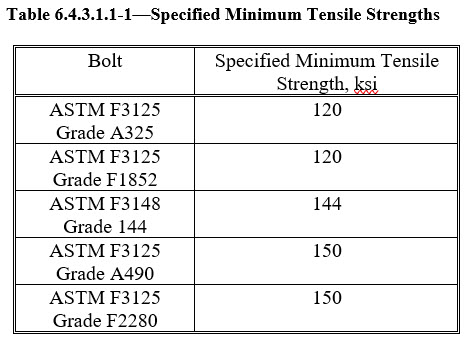 Table 6.4.3.1.1-1—Specified Minimum Tensile Strengths
Bolt
Specified Minimum Tensile
Strength, ksi
ASTM F3125
Grade A325
120
ASTM F3125
Grade F1852
120
ASTM F3148
Grade 144
144
ASTM F3125
Grade A490
150
ASTM F3125
Grade F2280
150